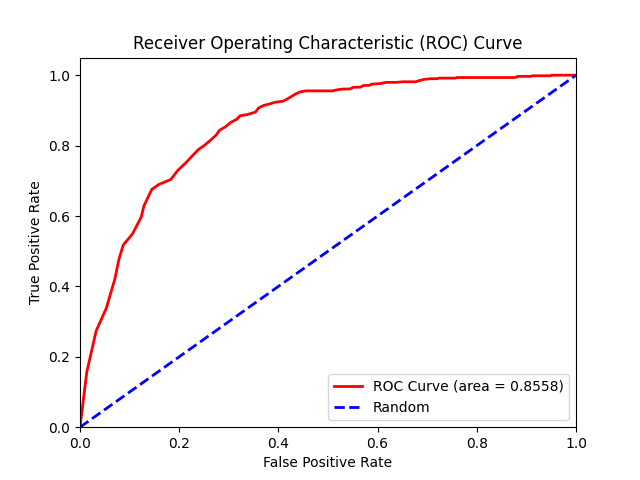 Receiver Operating Characteristic (ROC) Curve
True Positive Rate
1.0
0.8
0.6
0.4
0.2
0.0
ROC Curve (area = 0.8558)
Random
0.0 0.2 0.4 0.6 0.8 1.0
False Positive Rate